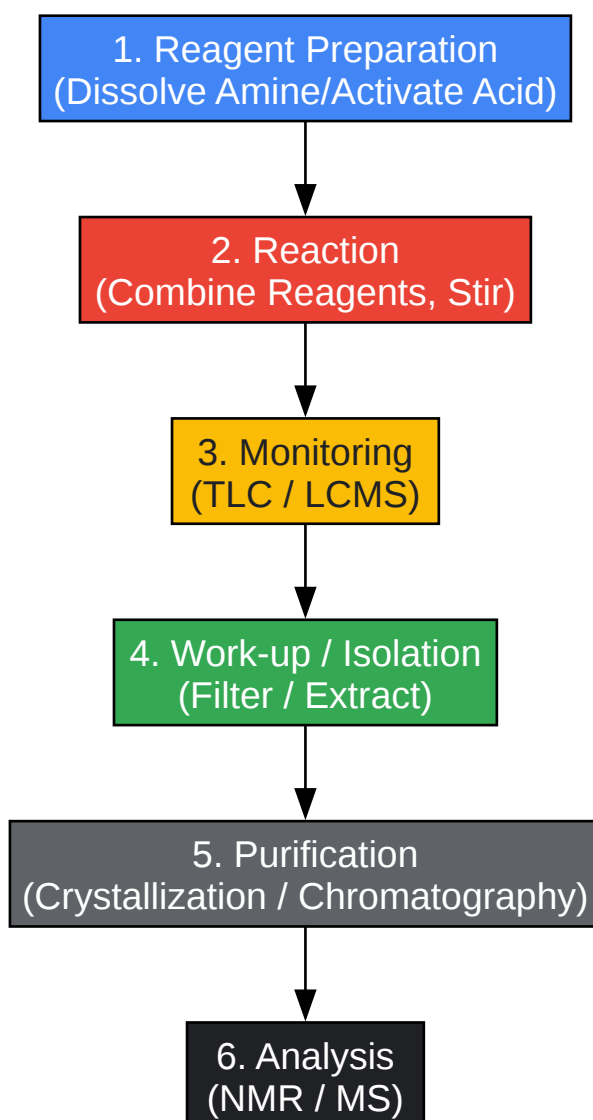 1. Reagent Preparation
(Dissolve Amine/Activate Acid)
2. Reaction
(Combine Reagents, Stir)
3. Monitoring
(TLC / LCMS)
4. Work-up / Isolation
(Filter / Extract)
5. Purification
(Crystallization / Chromatography)
6. Analysis
(NMR / MS)